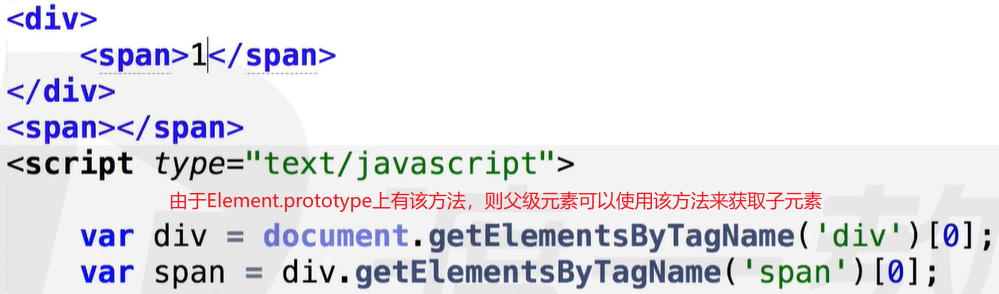 <div>
<span>1</span>
</div>
<span></span>
<script type="text/javascript">
由于Element.prototype上有该方法，则父级元素可以使用该方法来获取子元素
var div = document.getElementsByTagName('div')[0];
var span = div.getElementsByTagName('span')[0];